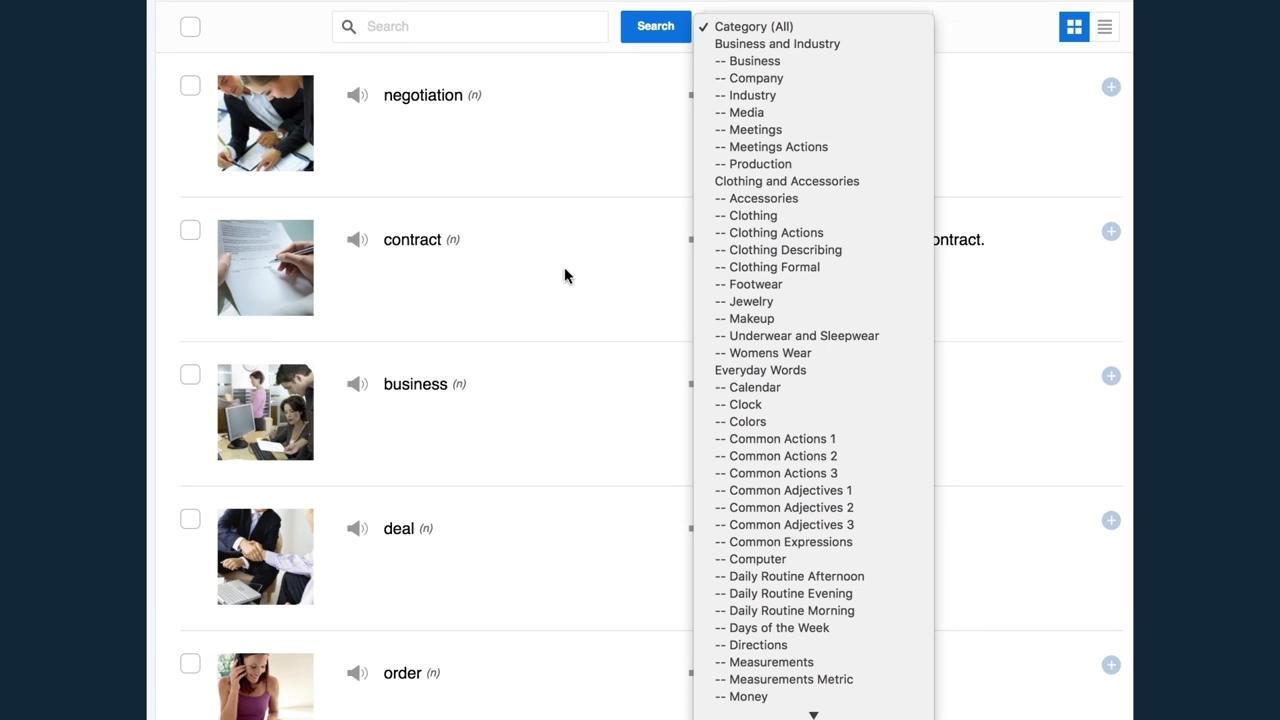 Search
Search
✓ Category (All)
Business and Industry
-- Business
-- Company
-- Industry
-- Media
-- Meetings
-- Meetings Actions
-- Production
Clothing and Accessories
-- Accessories
-- Clothing
-- Clothing Actions
-- Clothing Describing
-- Clothing Formal
-- Footwear
-- Jewelry
-- Makeup
-- Underwear and Sleepwear
-- Womens Wear
Everyday Words
-- Calendar
-- Clock
-- Colors
-- Common Actions 1
-- Common Actions 2
-- Common Actions 3
-- Common Adjectives 1
-- Common Adjectives 2
-- Common Adjectives 3
-- Common Expressions
-- Computer
-- Daily Routine Afternoon
-- Daily Routine Evening
-- Daily Routine Morning
-- Days of the Week
-- Directions
-- Measurements
-- Measurements Metric
-- Money
negotiation (n)
contract (n)
ontract.
business (n)
deal (n)
order (n)